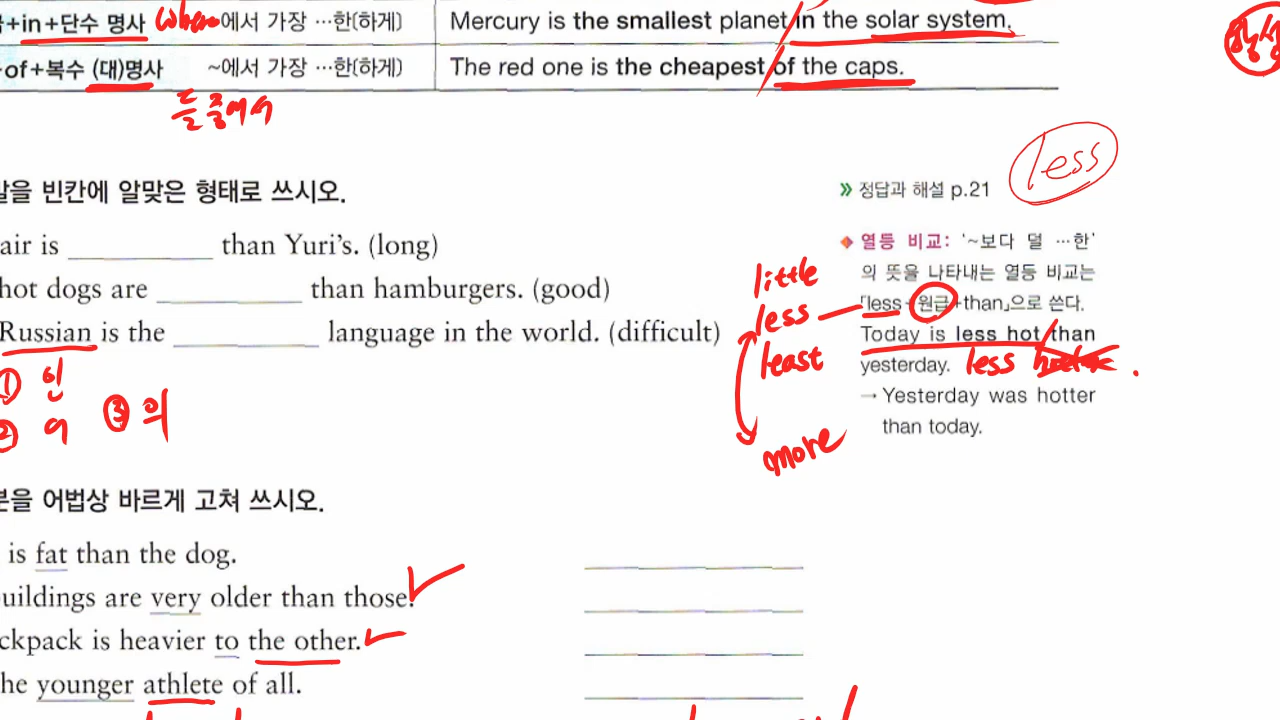 +in+단수 명사 where ~에서 가장 …한(하게) Mercury is the smallest planet in the solar system.
of+복수 (대)명사 ~에서 가장 …한(하게) The red one is the cheapest of the caps.
들 중에서
less
말을 빈칸에 알맞은 형태로 쓰시오.
» 정답과 해설 p.21
air is ________ than Yuri's. (long)
hot dogs are ________ than hamburgers. (good)
Russian is the ________ language in the world. (difficult)
① 인
② 어 ③ 의
little
less
least
more
열등 비교: '~보다 덜 …한'
의 뜻을 나타내는 열등 비교는
「less+원급+than」으로 쓴다.
Today is less hot than
yesterday. less
→ Yesterday was hotter
than today.
분을 어법상 바르게 고쳐 쓰시오.
is fat than the dog.
uildings are very older than those.
ckpack is heavier to the other.
he younger athlete of all.